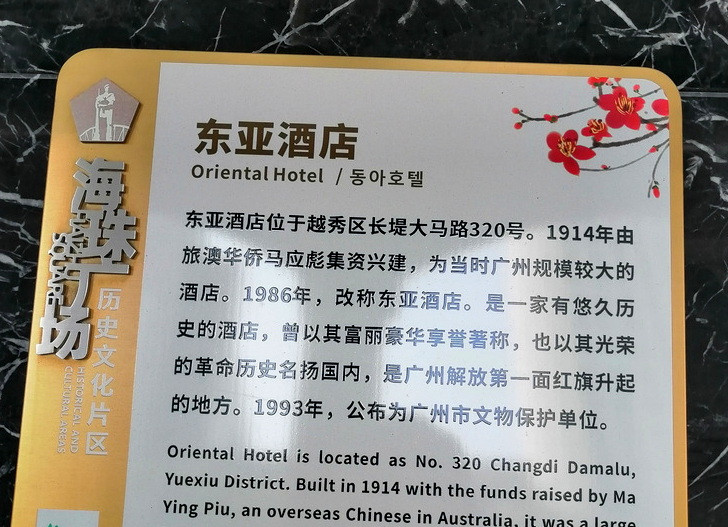 东亚酒店
Oriental Hotel / 동아호텔
东亚酒店位于越秀区长堤大马路320号。1914年由
旅澳华侨马应彪集资兴建，为当时广州规模较大的
酒店。1986年，改称东亚酒店。是一家有悠久历
史的酒店，曾以其富丽豪华享誉著称，也以其光荣
的革命历史名扬国内，是广州解放第一面红旗升起
的地方。1993年，公布为广州市文物保护单位。
Oriental Hotel is located as No. 320 Changdi Damalu,
Yuexiu District. Built in 1914 with the funds raised by Ma
Ying Piu, an overseas Chinese in Australia, it was a large
海珠广场
历史文化片区
HISTORICAL AND
CULTURAL AREAS